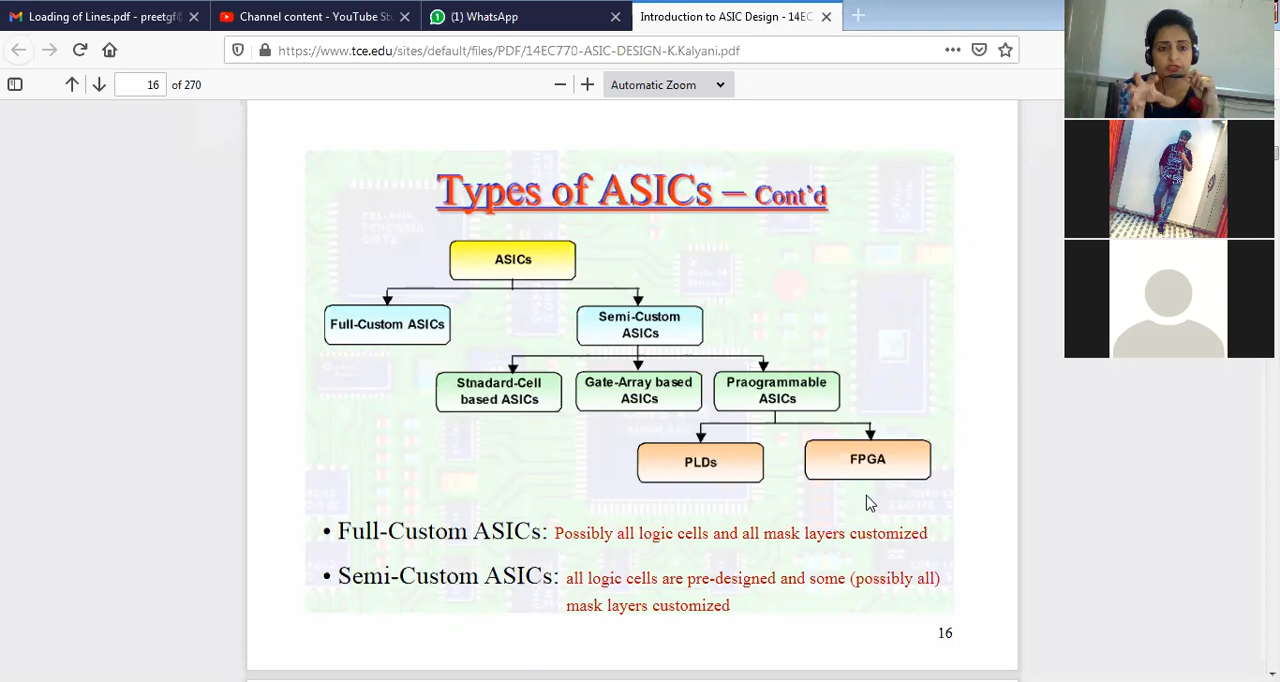 Loading of Lines.pdf - preetgf@
Channel content - YouTube St
(1) WhatsApp
Introduction to ASIC Design - 14EC
https://www.tce.edu/sites/default/files/PDF/14EC770-ASIC-DESIGN-K.Kalyani.pdf
16 of 270
Automatic Zoom
Types of ASICs – Cont'd
ASICs
Full-Custom ASICs
Semi-Custom
ASICs
Stnadard-Cell
based ASICs
Gate-Array based
ASICs
Praogrammable
ASICs
PLDs
FPGA
• Full-Custom ASICs: Possibly all logic cells and all mask layers customized
• Semi-Custom ASICs: all logic cells are pre-designed and some (possibly all)
mask layers customized
16